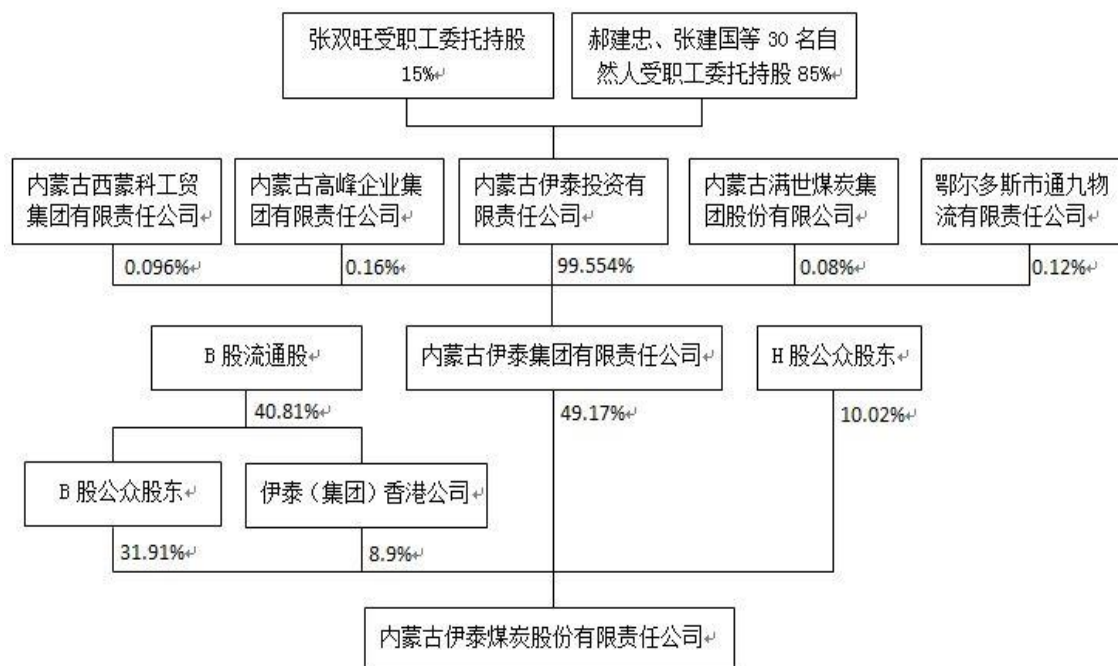 张双旺受职工委托持股
15%↵
郝建忠、张建国等 30 名自
然人受职工委托持股 85%↵
内蒙古西蒙科工贸
集团有限责任公司↵
内蒙古高峰企业集
团有限责任公司↵
内蒙古伊泰投资有
限责任公司↵
内蒙古满世煤炭集
团股份有限公司↵
鄂尔多斯市通九物
流有限责任公司↵
0.096%↵
0.16%↵
99.554%
0.08%↵
0.12%↵
B 股流通股↵
内蒙古伊泰集团有限责任公司↵
H 股公众股东↵
40.81%↵
49.17%↵
10.02%↵
B 股公众股东↵
伊泰（集团）香港公司↵
31.91%↵
8.9%↵
内蒙古伊泰煤炭股份有限责任公司↵